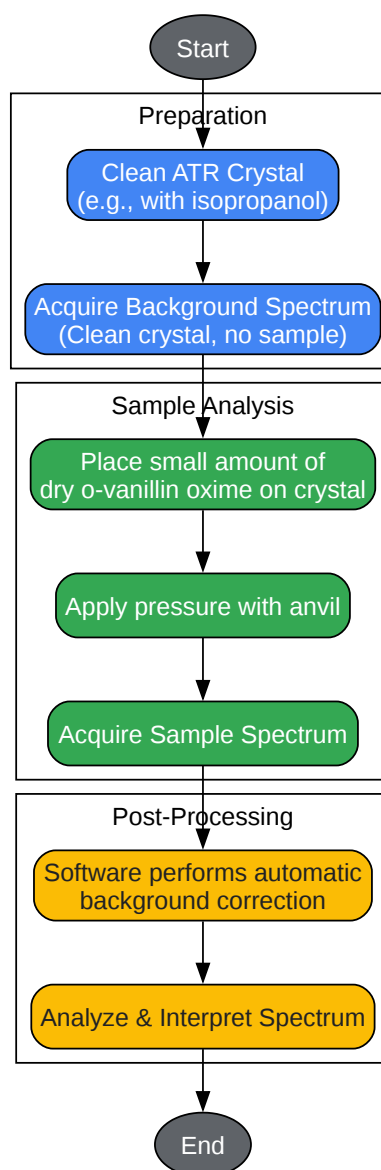 Start
Preparation
Clean ATR Crystal
(e.g., with isopropanol)
Acquire Background Spectrum
(Clean crystal, no sample)
Sample Analysis
Place small amount of
dry o-vanillin oxime on crystal
Apply pressure with anvil
Acquire Sample Spectrum
Post-Processing
Software performs automatic
background correction
Analyze & Interpret Spectrum
End